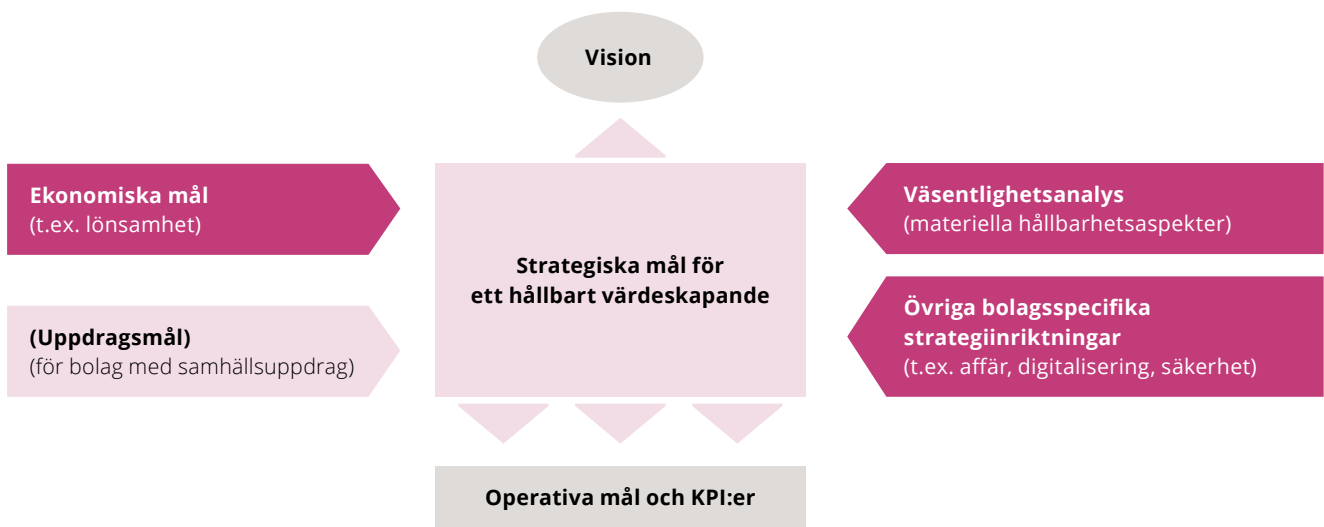 Vision
Ekonomiska mål
(t.ex. lönsamhet)
(Uppdragsmål)
(för bolag med samhällsuppdrag)
Strategiska mål för
ett hållbart värdeskapande
Väsentlighetsanalys
(materiella hållbarhetsaspekter)
Övriga bolagsspecifika
strategiinriktningar
(t.ex. affär, digitalisering, säkerhet)
Operativa mål och KPI:er